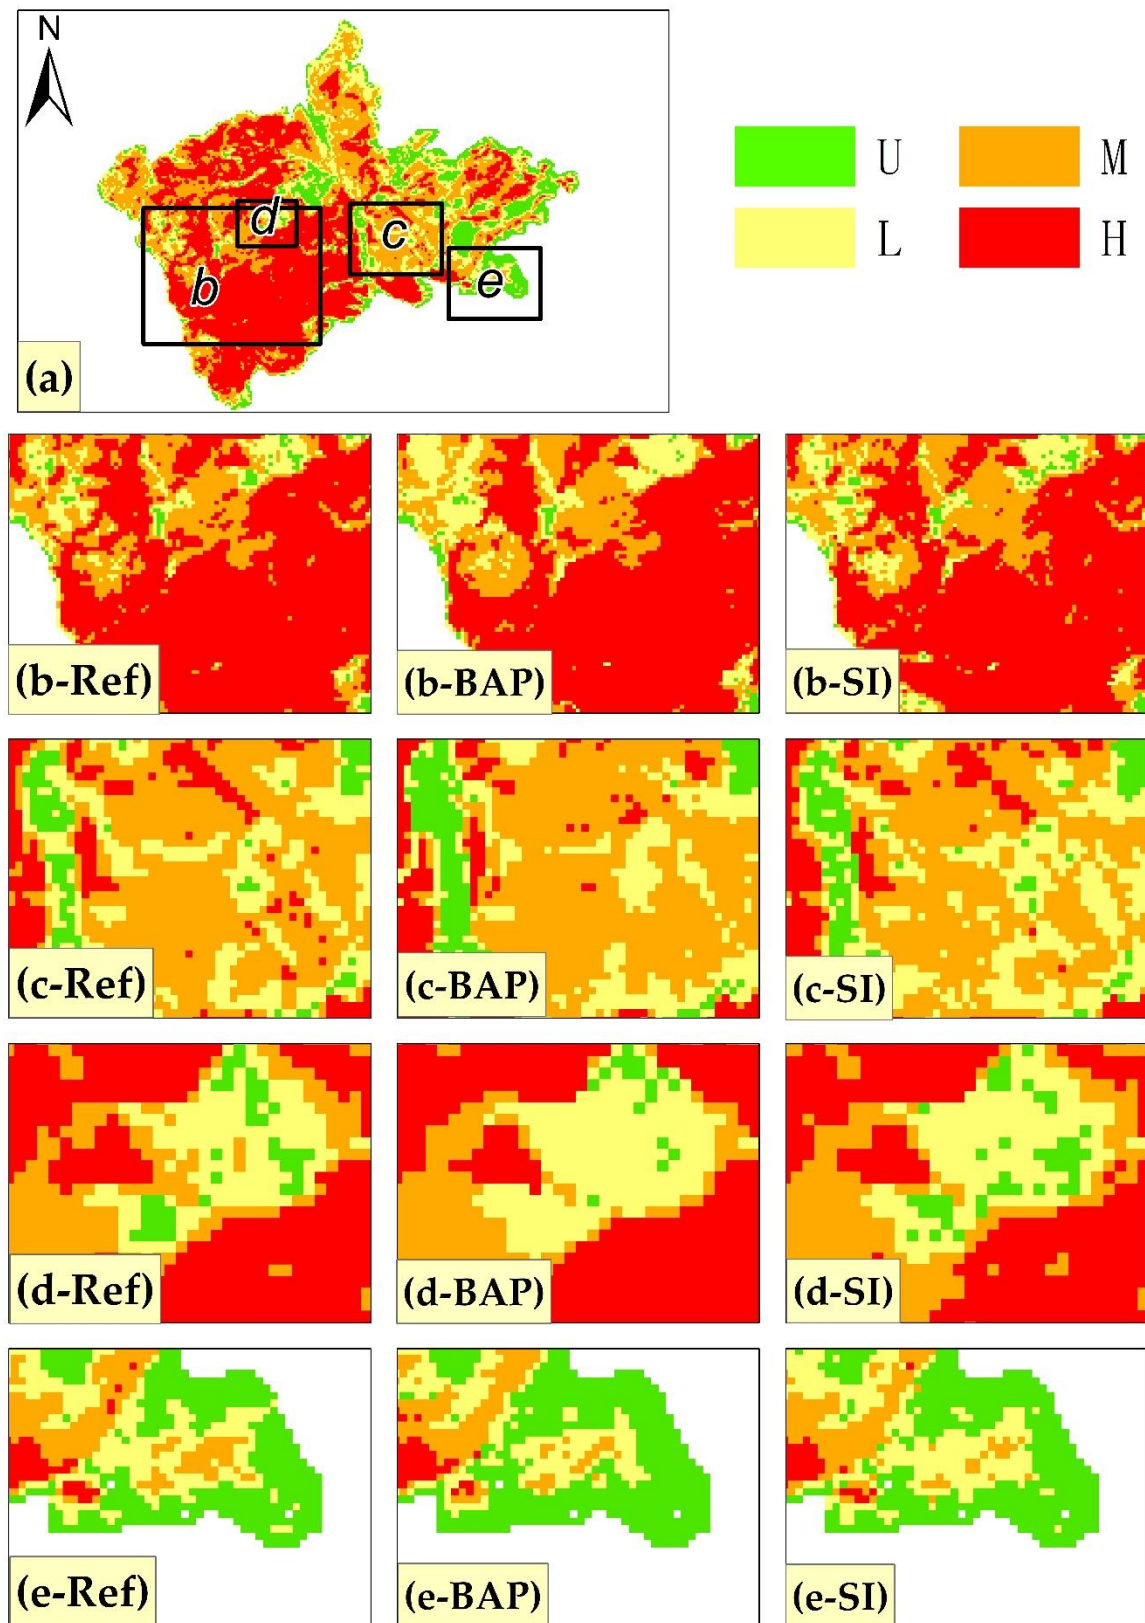 N
U M
L H
d
c
b
e
(a)
(b-Ref) (b-BAP) (b-SI)
(c-Ref) (c-BAP) (c-SI)
(d-Ref) (d-BAP) (d-SI)
(e-Ref) (e-BAP) (e-SI)